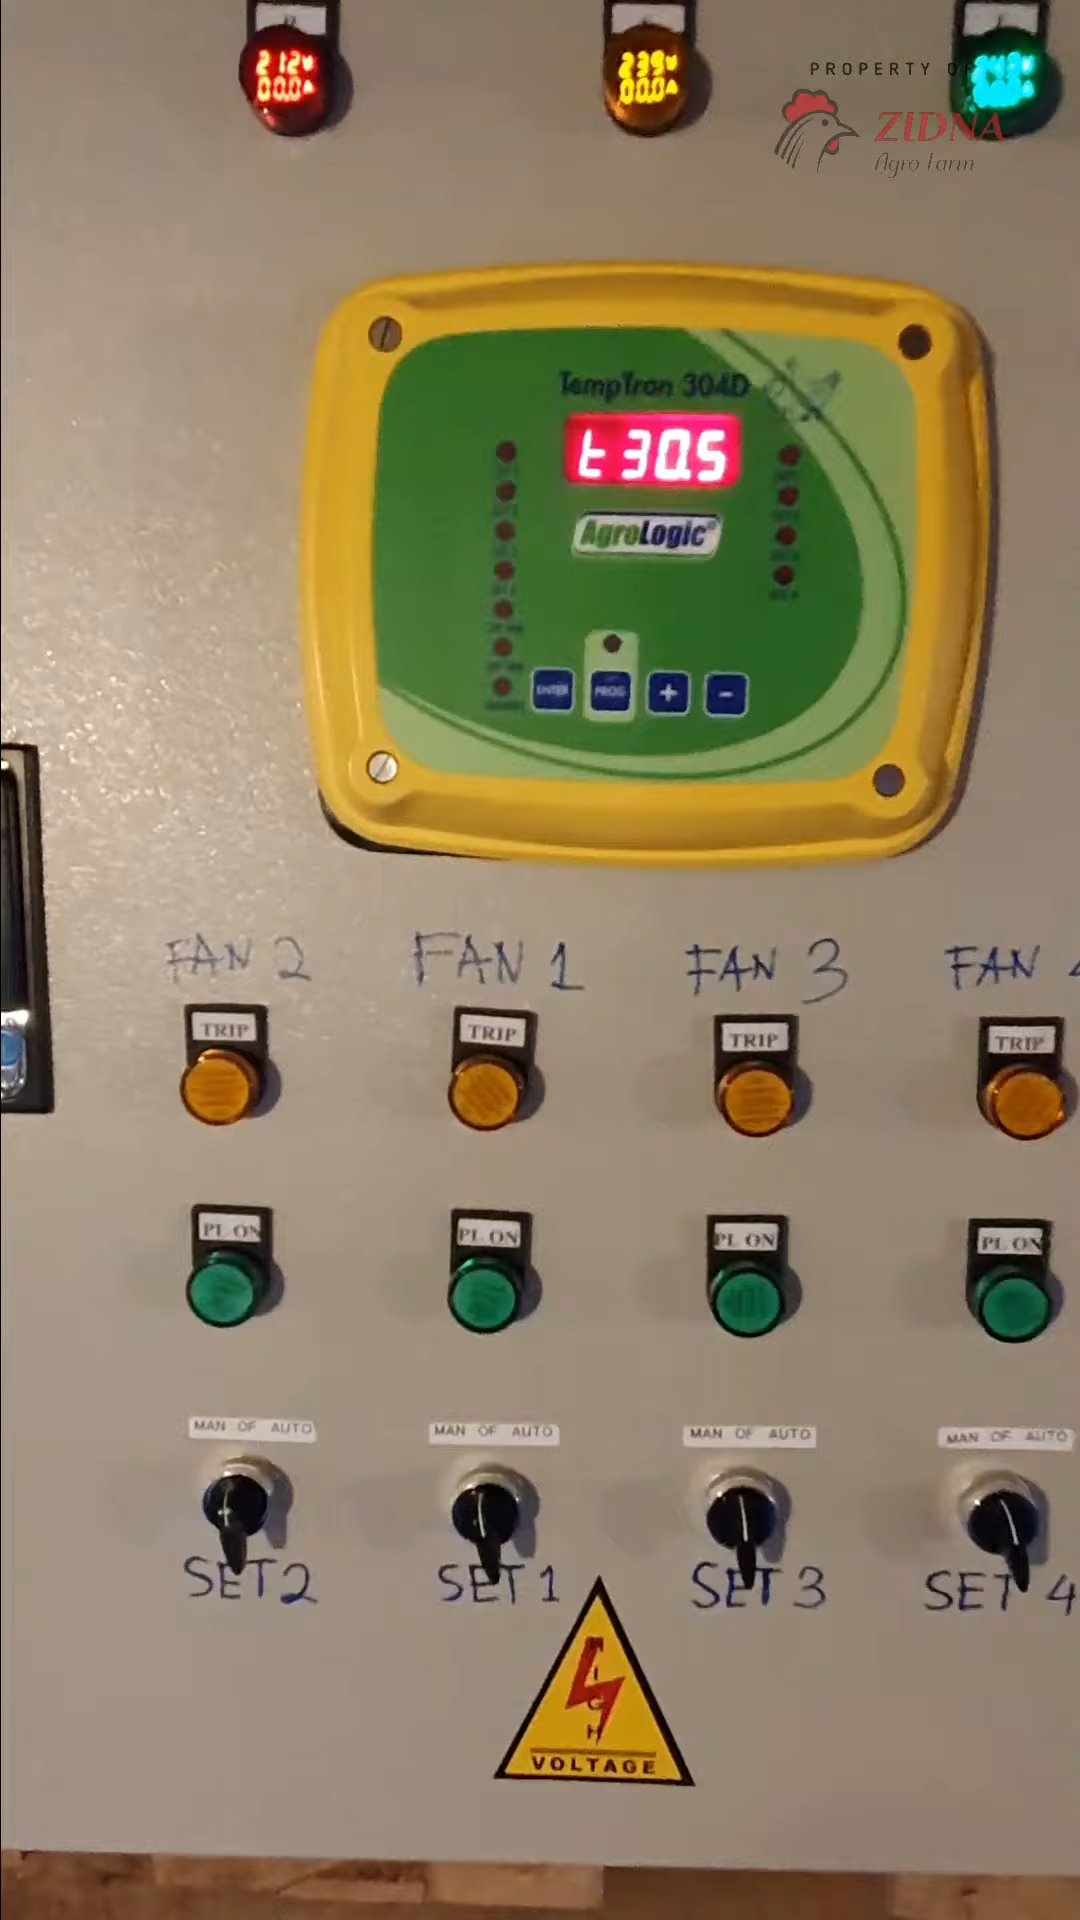 212V
00.0A
239V
00.0A
PROPERTY OF
ZIDNA
Agro Farm
TempTron 304D
t30.5
AgroLogic®
ENTER PROG + -
FAN 2 FAN 1 FAN 3 FAN
TRIP TRIP TRIP TRIP
PL ON PL ON PL ON PL ON
MAN OF AUTO MAN OF AUTO MAN OF AUTO MAN OF AUTO
SET 2 SET 1 SET 3 SET 4
HIGH
VOLTAGE